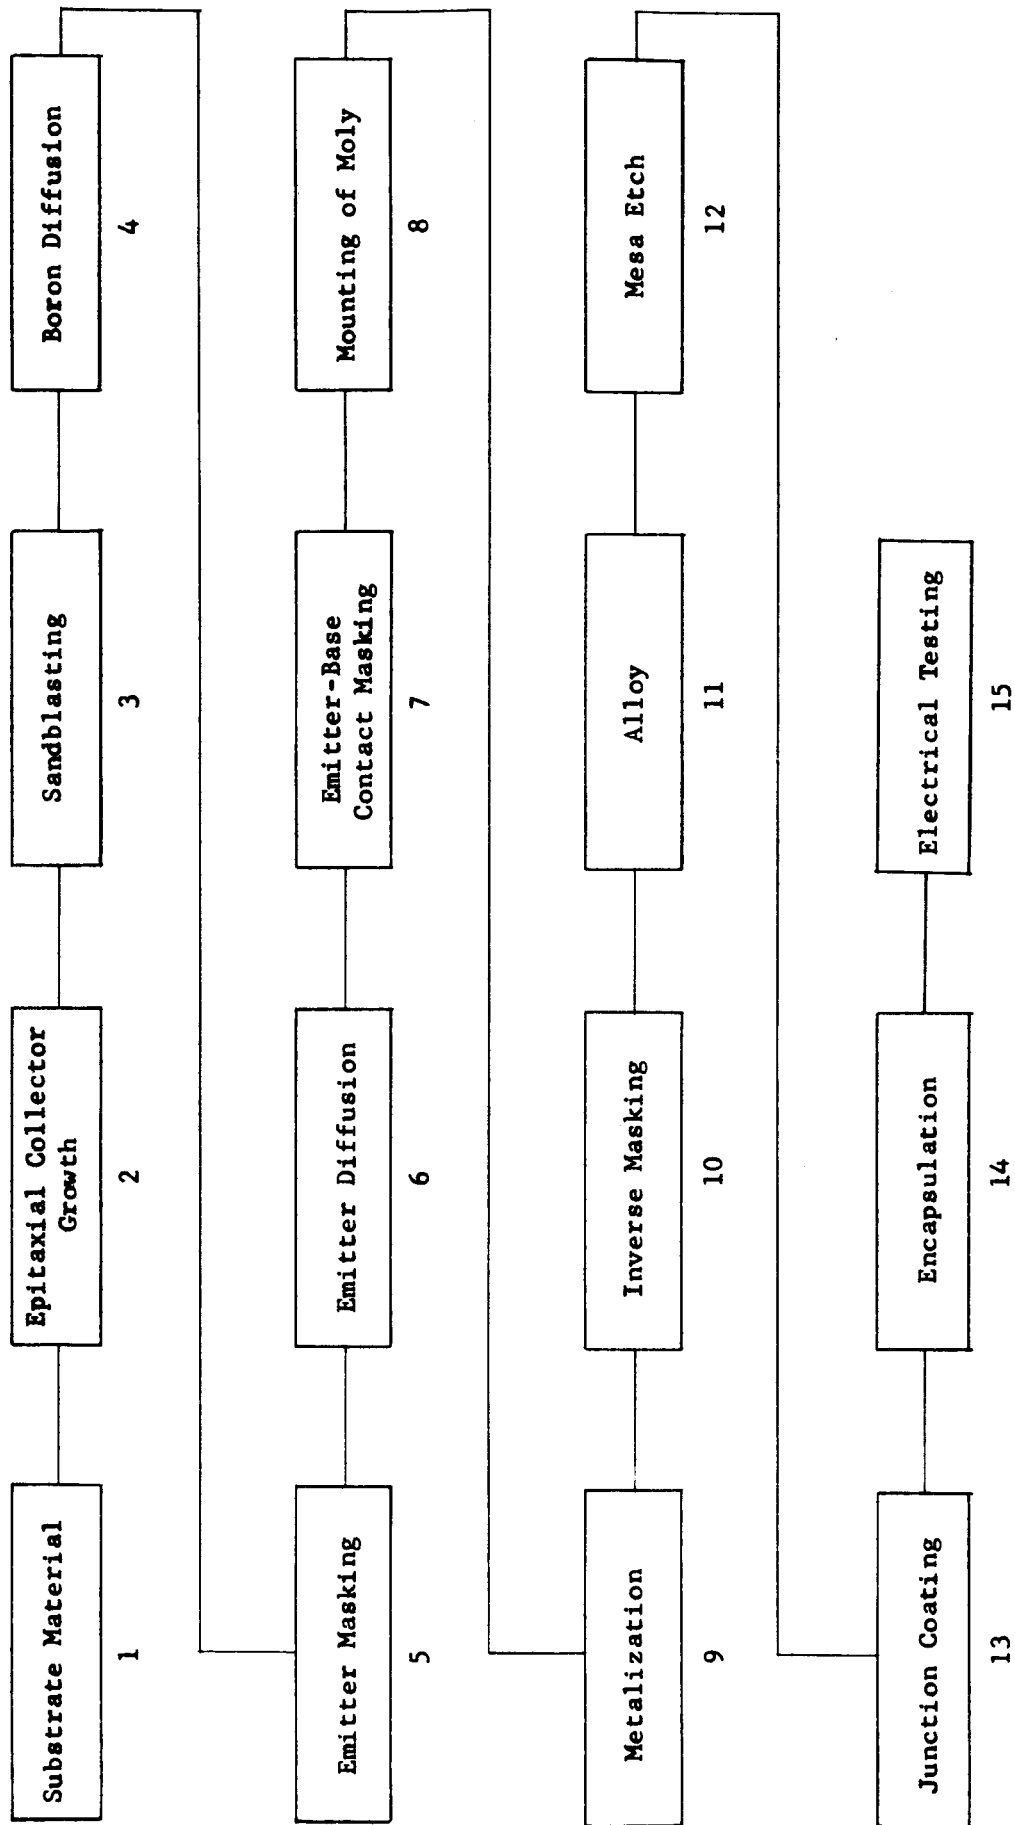 Substrate Material
1
Epitaxial Collector
Growth
2
Sandblasting
3
Boron Diffusion
4
Emitter Masking
5
Emitter Diffusion
6
Emitter-Base
Contact Masking
7
Mounting of Moly
8
Metalization
9
Inverse Masking
10
Alloy
11
Mesa Etch
12
Junction Coating
13
Encapsulation
14
Electrical Testing
15